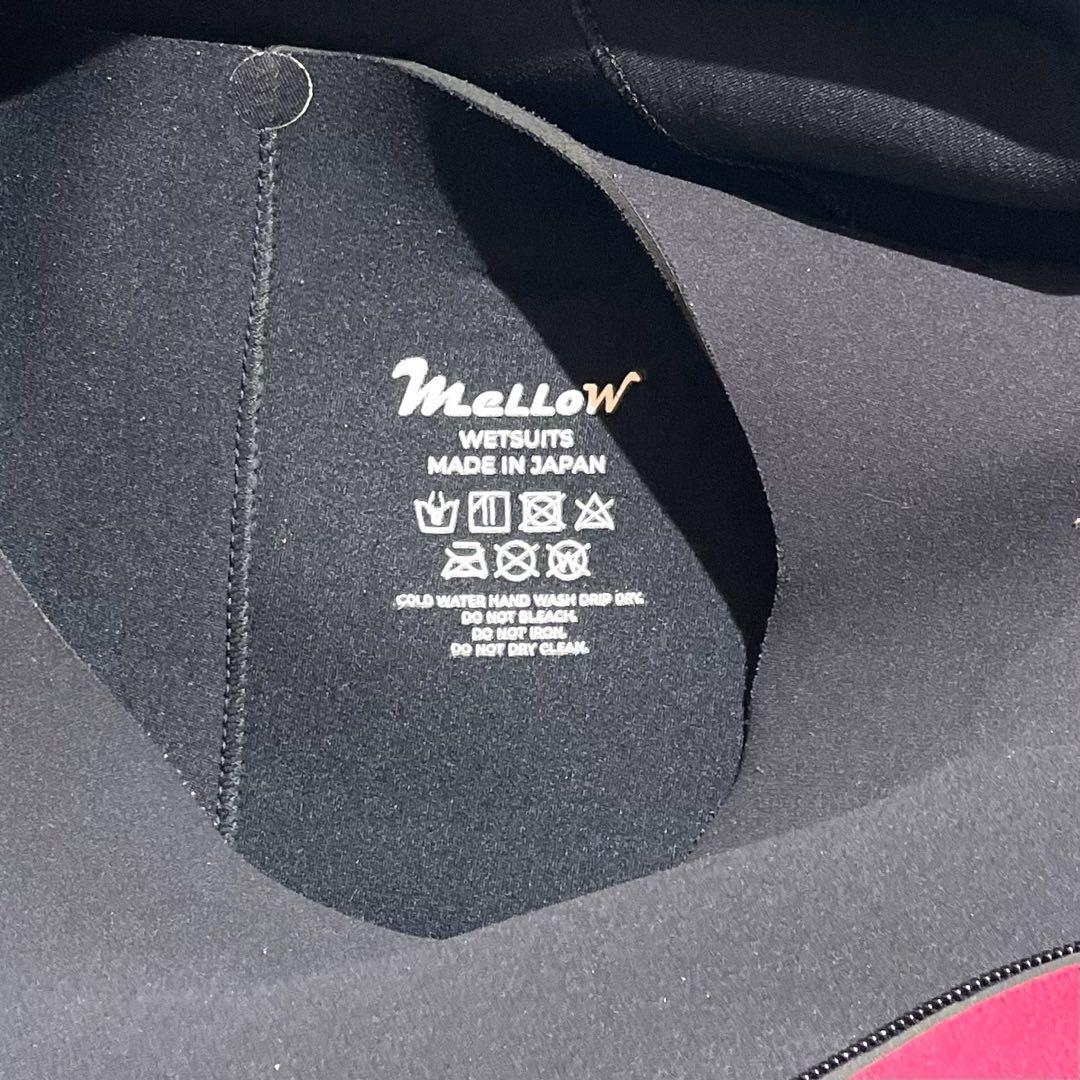 Mellow
WETSUITS
MADE IN JAPAN
W
COLD WATER HAND WASH DRIP DRY.
DO NOT BLEACH.
DO NOT IRON.
DO NOT DRY CLEAN.